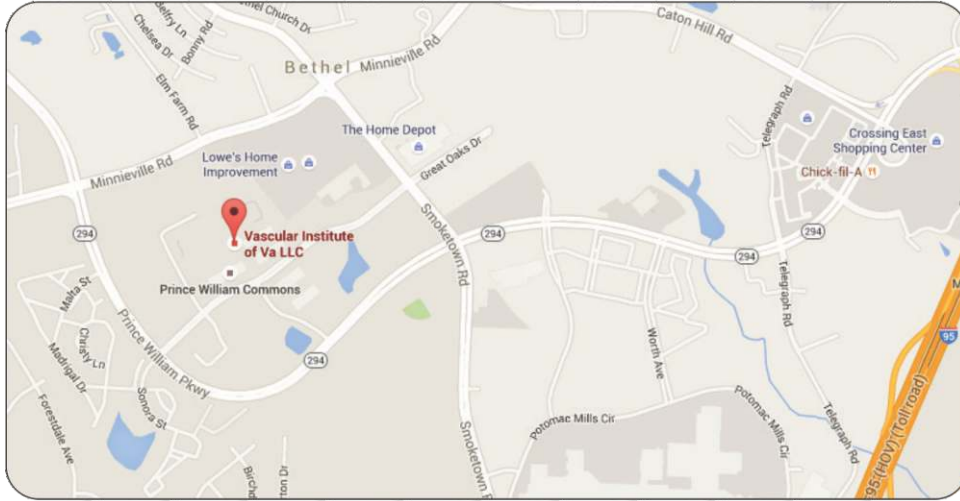 Belfry Ln
Chelsea Dr
Bonny Rd
Elm Farm Rd
Church Dr
Bethel
Minnieville Rd
Caton Hill Rd
Telegraph Rd
The Home Depot
Great Oaks Dr
Lowe's Home
Improvement
Crossing East
Shopping Center
Chick-fil-A
Minnieville Rd
294
Vascular Institute
of Va LLC
Prince William Commons
Smoketown Rd
294
294
294
Telegraph Rd
Malta St
Christy Ln
Madrigal Dr
Prince William Pkwy
294
Worth Ave
95
Forestdale Ave
Sonora St
Potomac Mills Cir
Potomac Mills Cir
Telegraph Rd
Smoketown
I-95 (HOV) (Toll road)